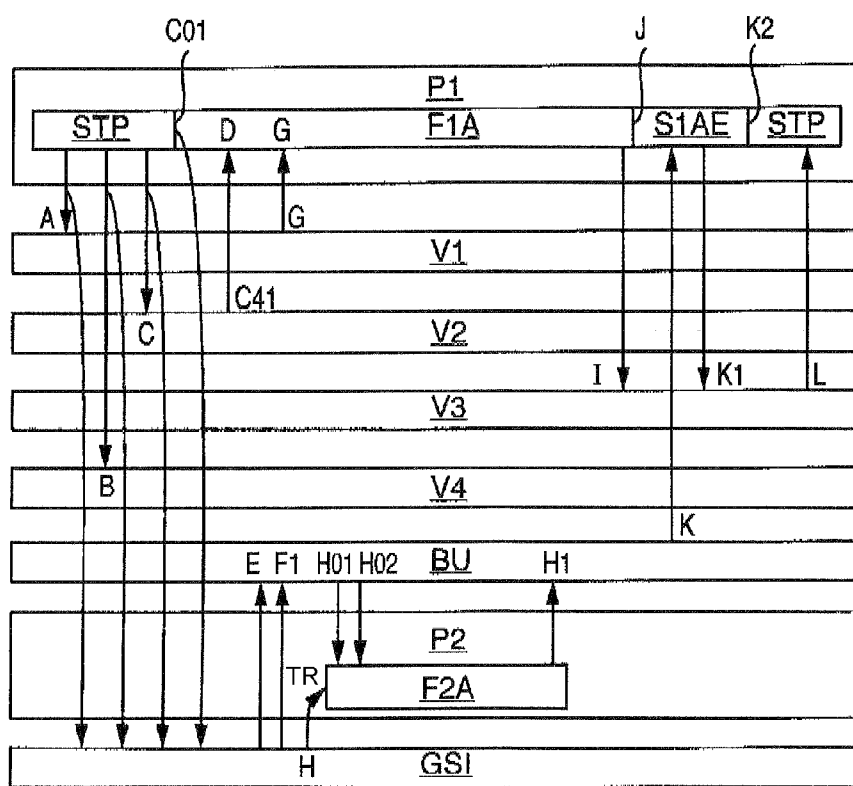 C01 J K2
P1
STP D G F1A S1AE STP
A G
V1
C41
C V2
I K1 L
V3
B V4
K
E F1 H01 H02 BU H1
P2
TR F2A
H GSI